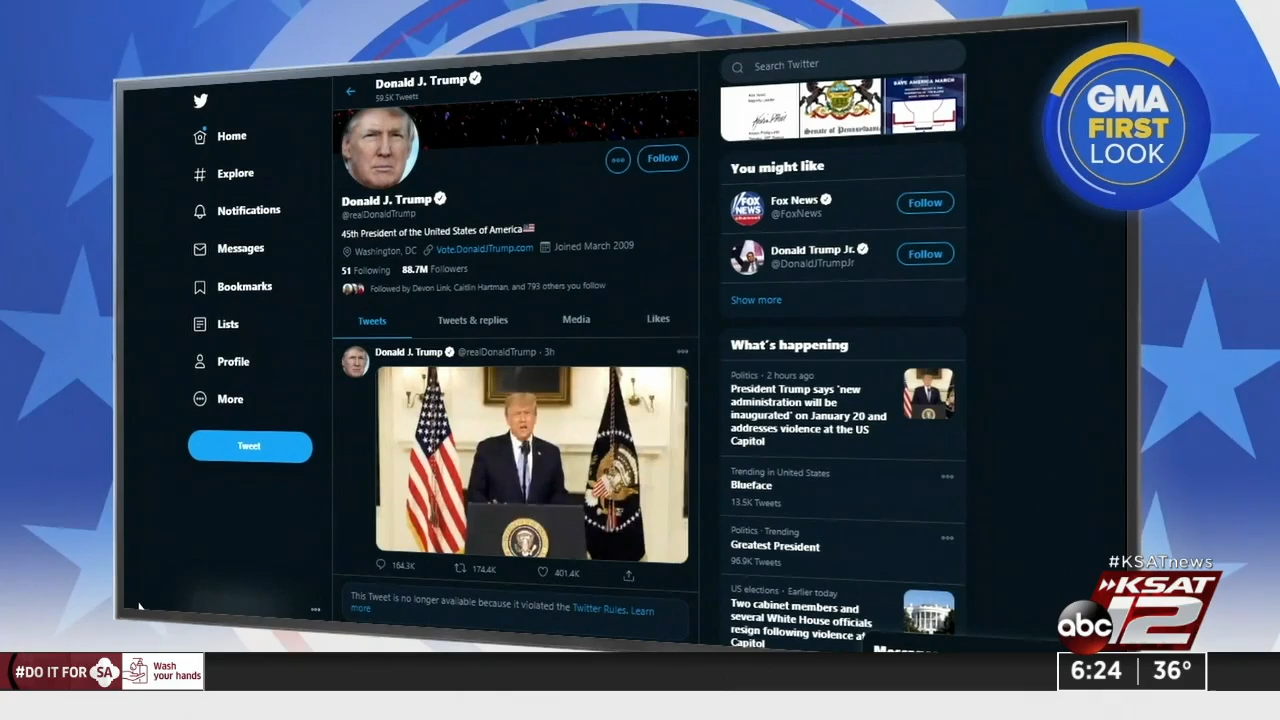 Donald J. Trump
59.5K Tweets
Search Twitter
GMA
FIRST
LOOK
Home
Explore
Notifications
Messages
Bookmarks
Lists
Profile
More
Tweet
Follow
Donald J. Trump
@realDonaldTrump
45th President of the United States of America
Washington, DC Vote.DonaldJTrump.com Joined March 2009
51 Following 88.7M Followers
Followed by Devon Link, Caitlin Hartman, and 793 others you follow
Tweets Tweets & replies Media Likes
Donald J. Trump @realDonaldTrump · 3h
164.3K 174.4K 401.4K
This Tweet is no longer available because it violated the Twitter Rules. Learn
more
SAVE AMERICA MARCH
Senate of Pennsylvania
You might like
FOX
NEWS
channel
Fox News
@FoxNews
Follow
Donald Trump Jr.
@DonaldJTrumpJr
Follow
Show more
What's happening
Politics · 2 hours ago
President Trump says 'new
administration will be
inaugurated' on January 20 and
addresses violence at the US
Capitol
Trending in United States
Blueface
13.5K Tweets
Politics · Trending
Greatest President
96.9K Tweets
US elections · Earlier today
Two cabinet members and
several White House officials
resign following violence at
Capitol
#KSATnews
KSAT
abc 12
#DO IT FOR SA
Wash
your hands
6:24 36°